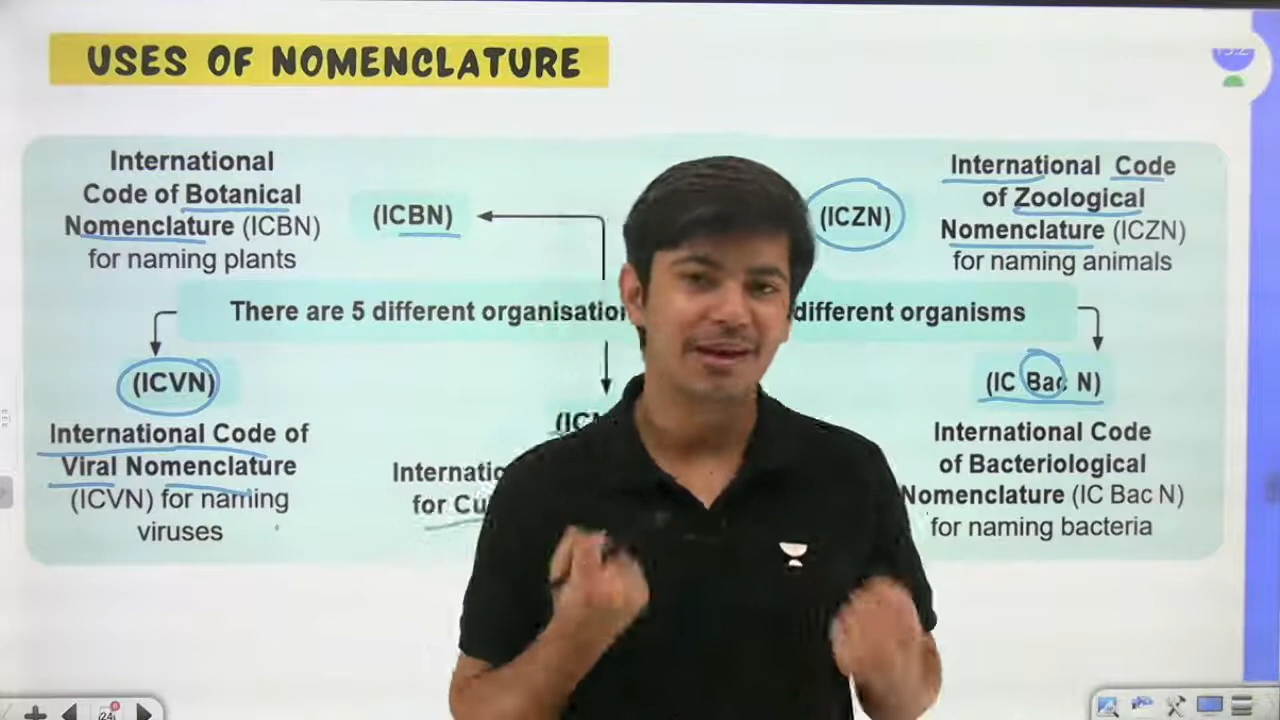 USES OF NOMENCLATURE
International
Code of Botanical
Nomenclature (ICBN)
for naming plants
(ICBN)
(ICZN)
International Code
of Zoological
Nomenclature (ICZN)
for naming animals
There are 5 different different organisms
(ICVN)
International Code of
Viral Nomenclature
(ICVN) for naming
viruses
for
(IC Bac N)
International Code
of Bacteriological
Nomenclature (IC Bac N)
for naming bacteria
24